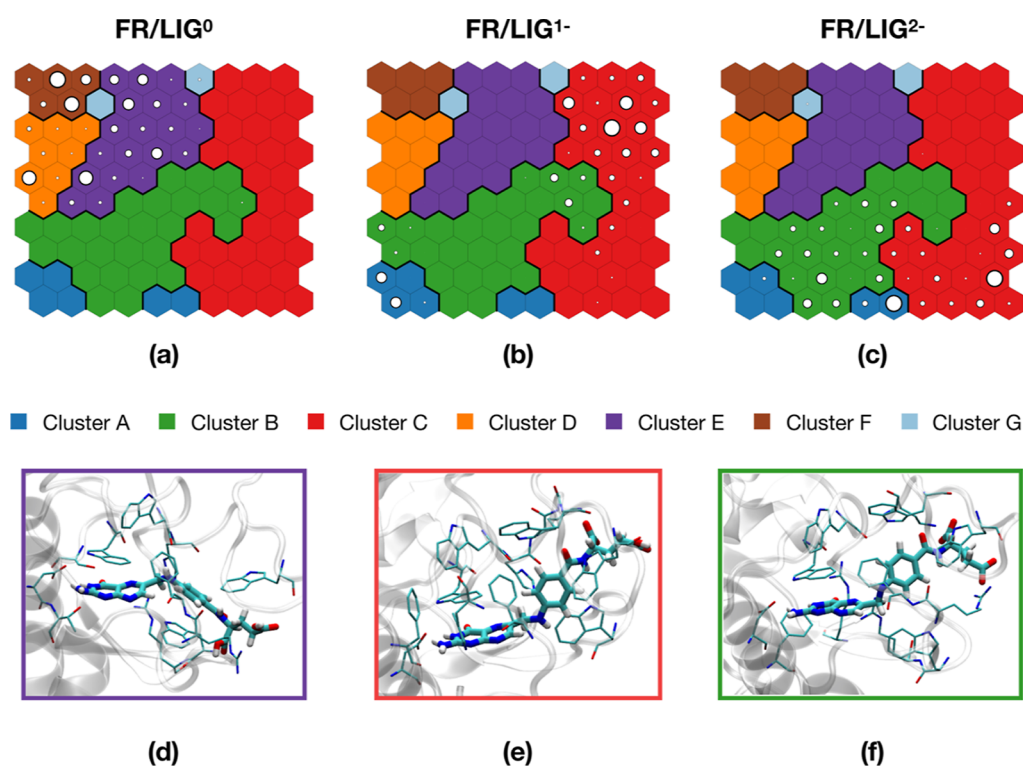 FR/LIG⁰ FR/LIG¹⁻ FR/LIG²⁻
(a) (b) (c)
Cluster A Cluster B Cluster C Cluster D Cluster E Cluster F Cluster G
(d) (e) (f)